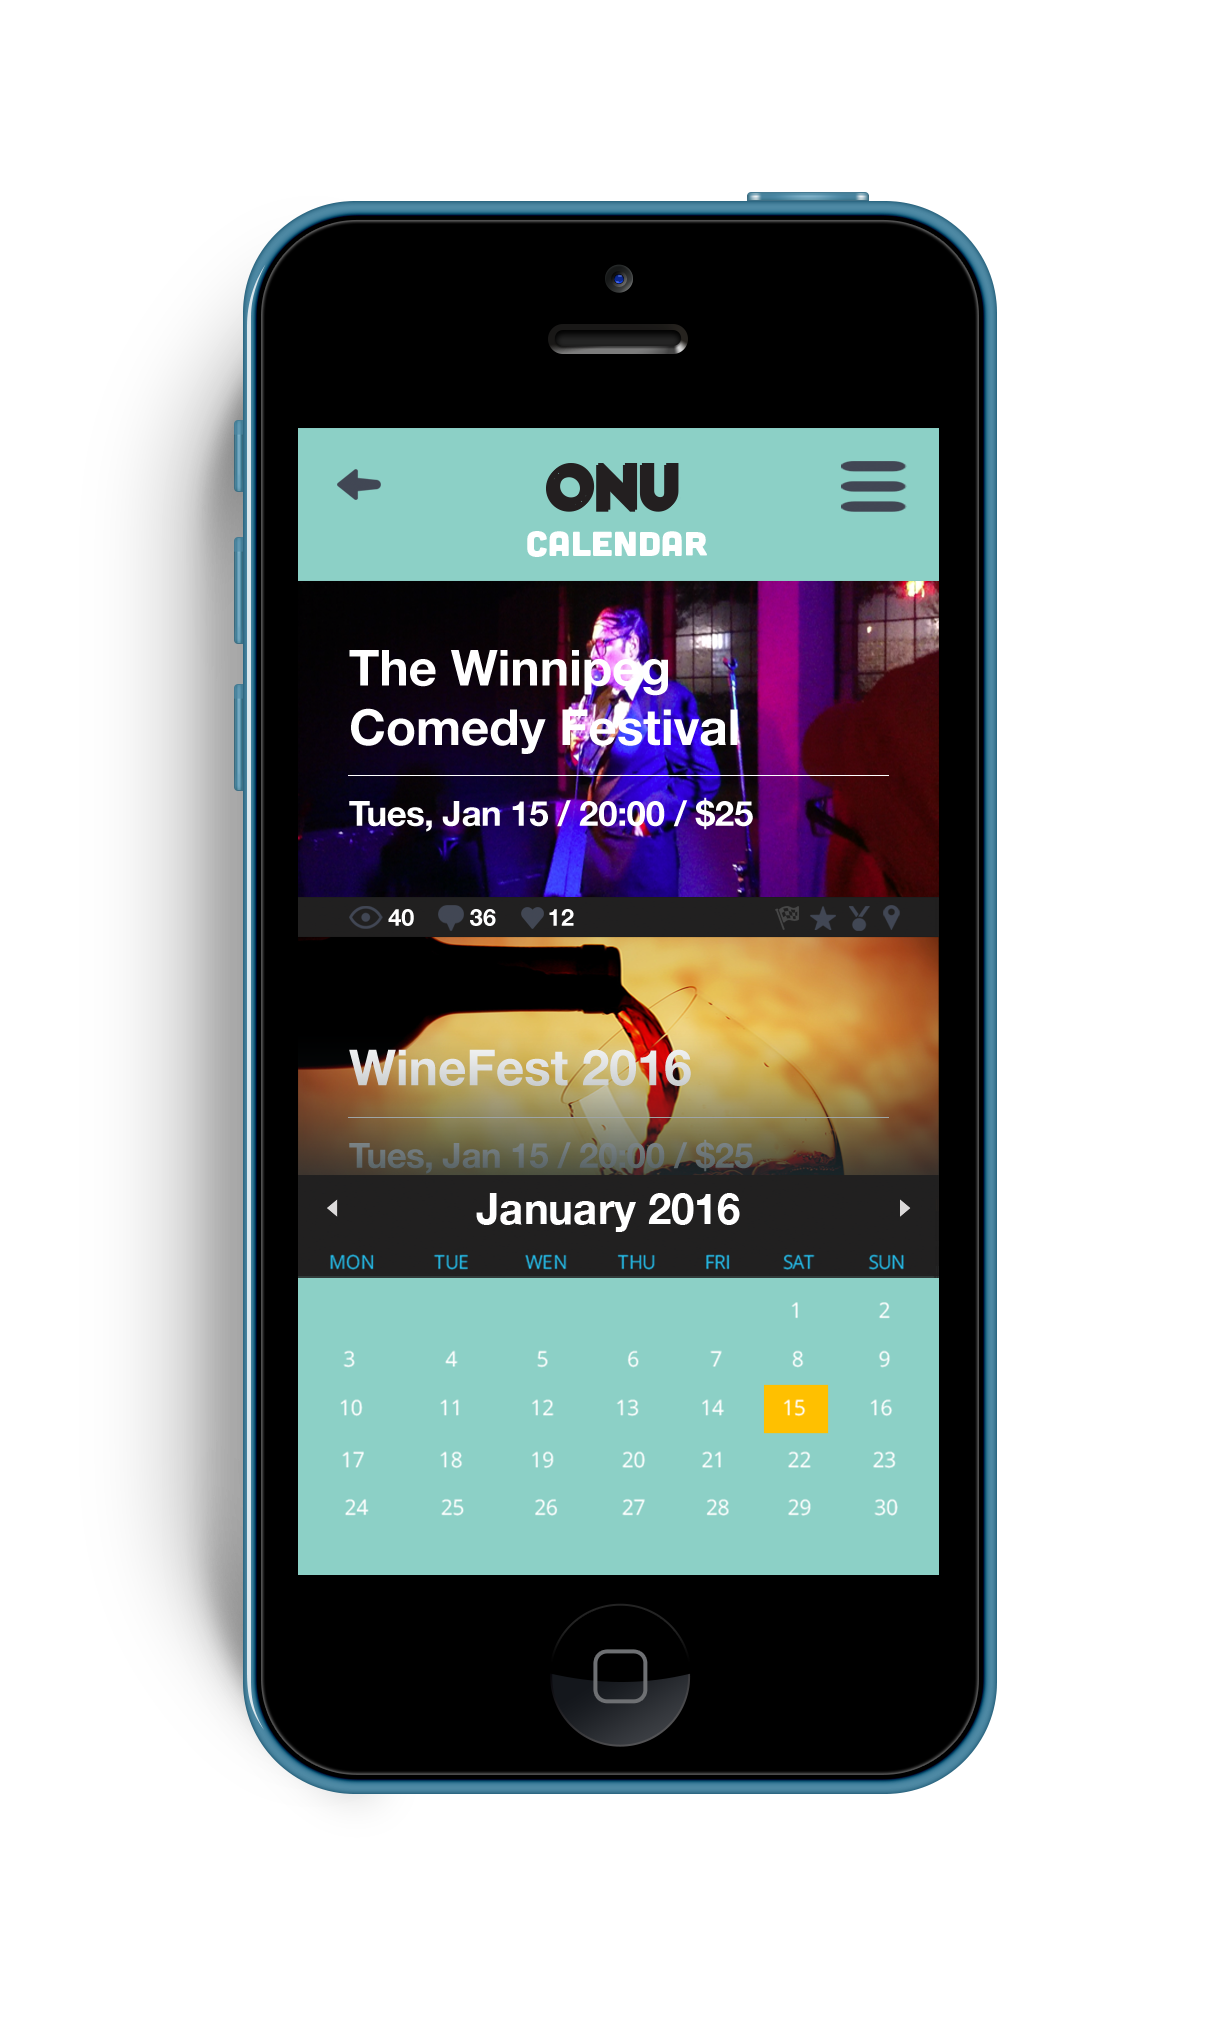 ONU
CALENDAR
The Winnipeg
Comedy Festival
Tues, Jan 15 / 20:00 / $25
40 36 12
WineFest 2016
Tues, Jan 15 / 20:00 / $25
January 2016
MON TUE WEN THU FRI SAT SUN
1 2
3 4 5 6 7 8 9
10 11 12 13 14 15 16
17 18 19 20 21 22 23
24 25 26 27 28 29 30